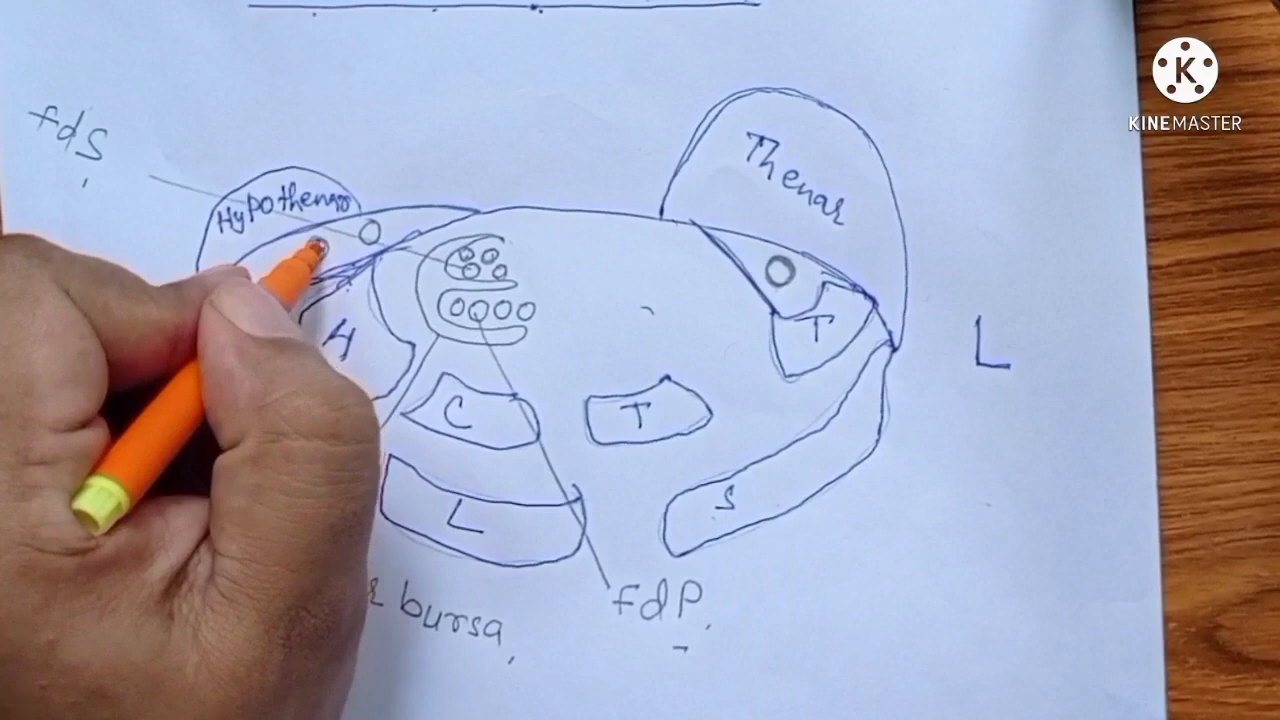 fds
KINEMASTER
Thenar
Hypothenar
H
T
L
C
T
L
S
bursa,
fdP.